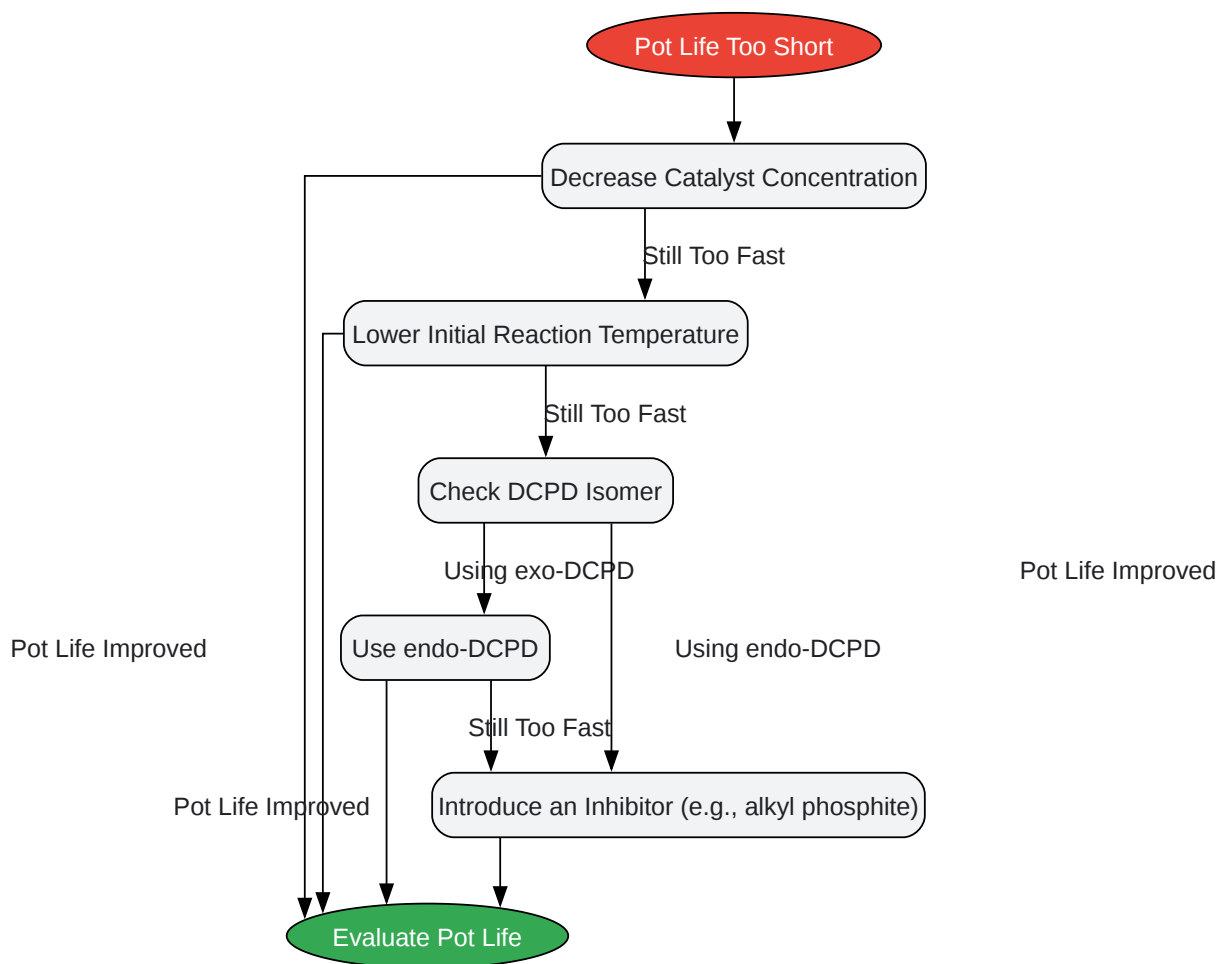 Pot Life Too Short
Decrease Catalyst Concentration
Still Too Fast
Lower Initial Reaction Temperature
Still Too Fast
Check DCPD Isomer
Using exo-DCPD
Pot Life Improved
Pot Life Improved
Use endo-DCPD
Using endo-DCPD
Still Too Fast
Pot Life Improved
Introduce an Inhibitor (e.g., alkyl phosphite)
Evaluate Pot Life